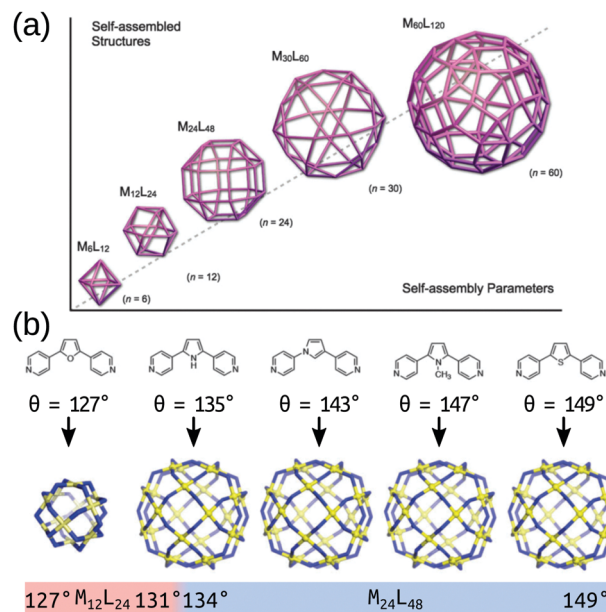 (a)
Self-assembled
Structures
M60L120
M30L60
M24L48
M12L24
M6L12
(n = 60)
(n = 30)
(n = 24)
(n = 12)
(n = 6)
Self-assembly Parameters
(b)
N O N N N H N N N N N CH3 N N S N
θ = 127° θ = 135° θ = 143° θ = 147° θ = 149°
127° M12L24 131° 134° M24L48 149°